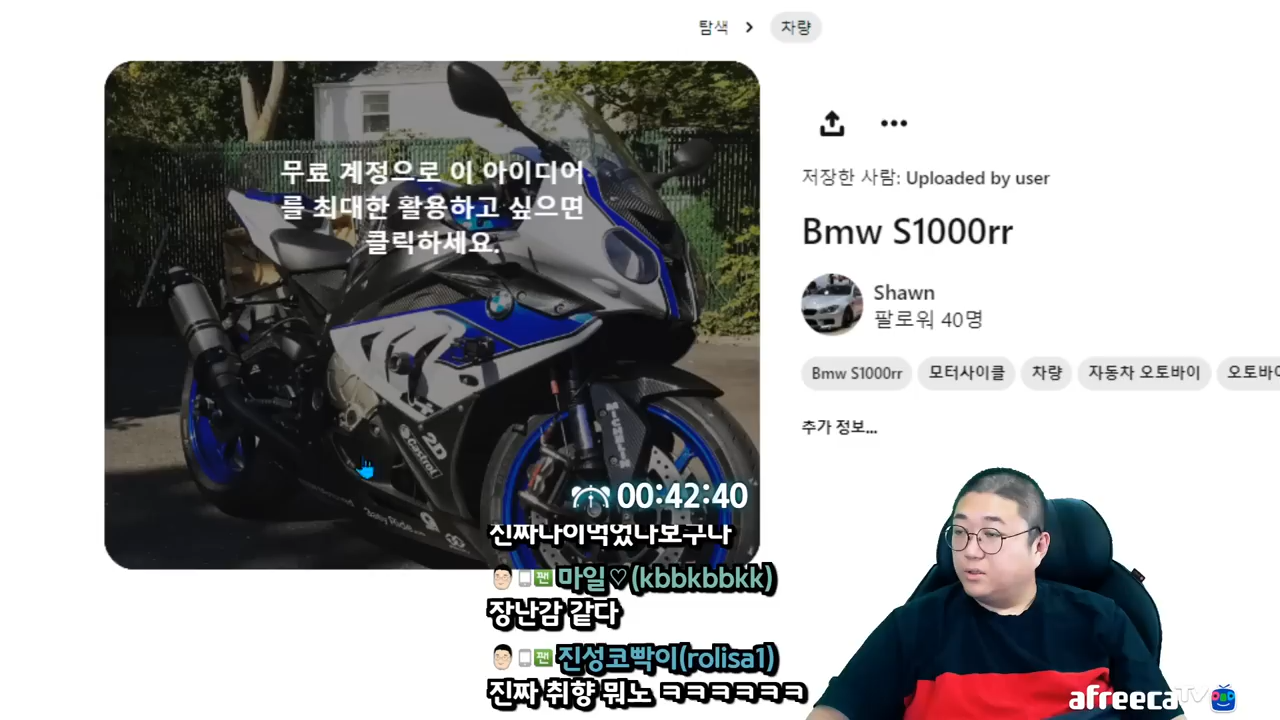 탐색
차량
무료 계정으로 이 아이디어
를 최대한 활용하고 싶으면
클릭하세요.
저장한 사람: Uploaded by user
Bmw S1000rr
Shawn
팔로워 40명
Bmw S1000rr
모터사이클
차량
자동차 오토바이
추가 정보...
MICHELIN
2D
Castrol
00:42:40
진짜나이먹었나보구나
마일♡(kbbkbbkk)
장난감 같다
진성코빡이(rolisa1)
진짜 취향 뭐노 ㅋㅋㅋㅋㅋㅋ
afreecaTV